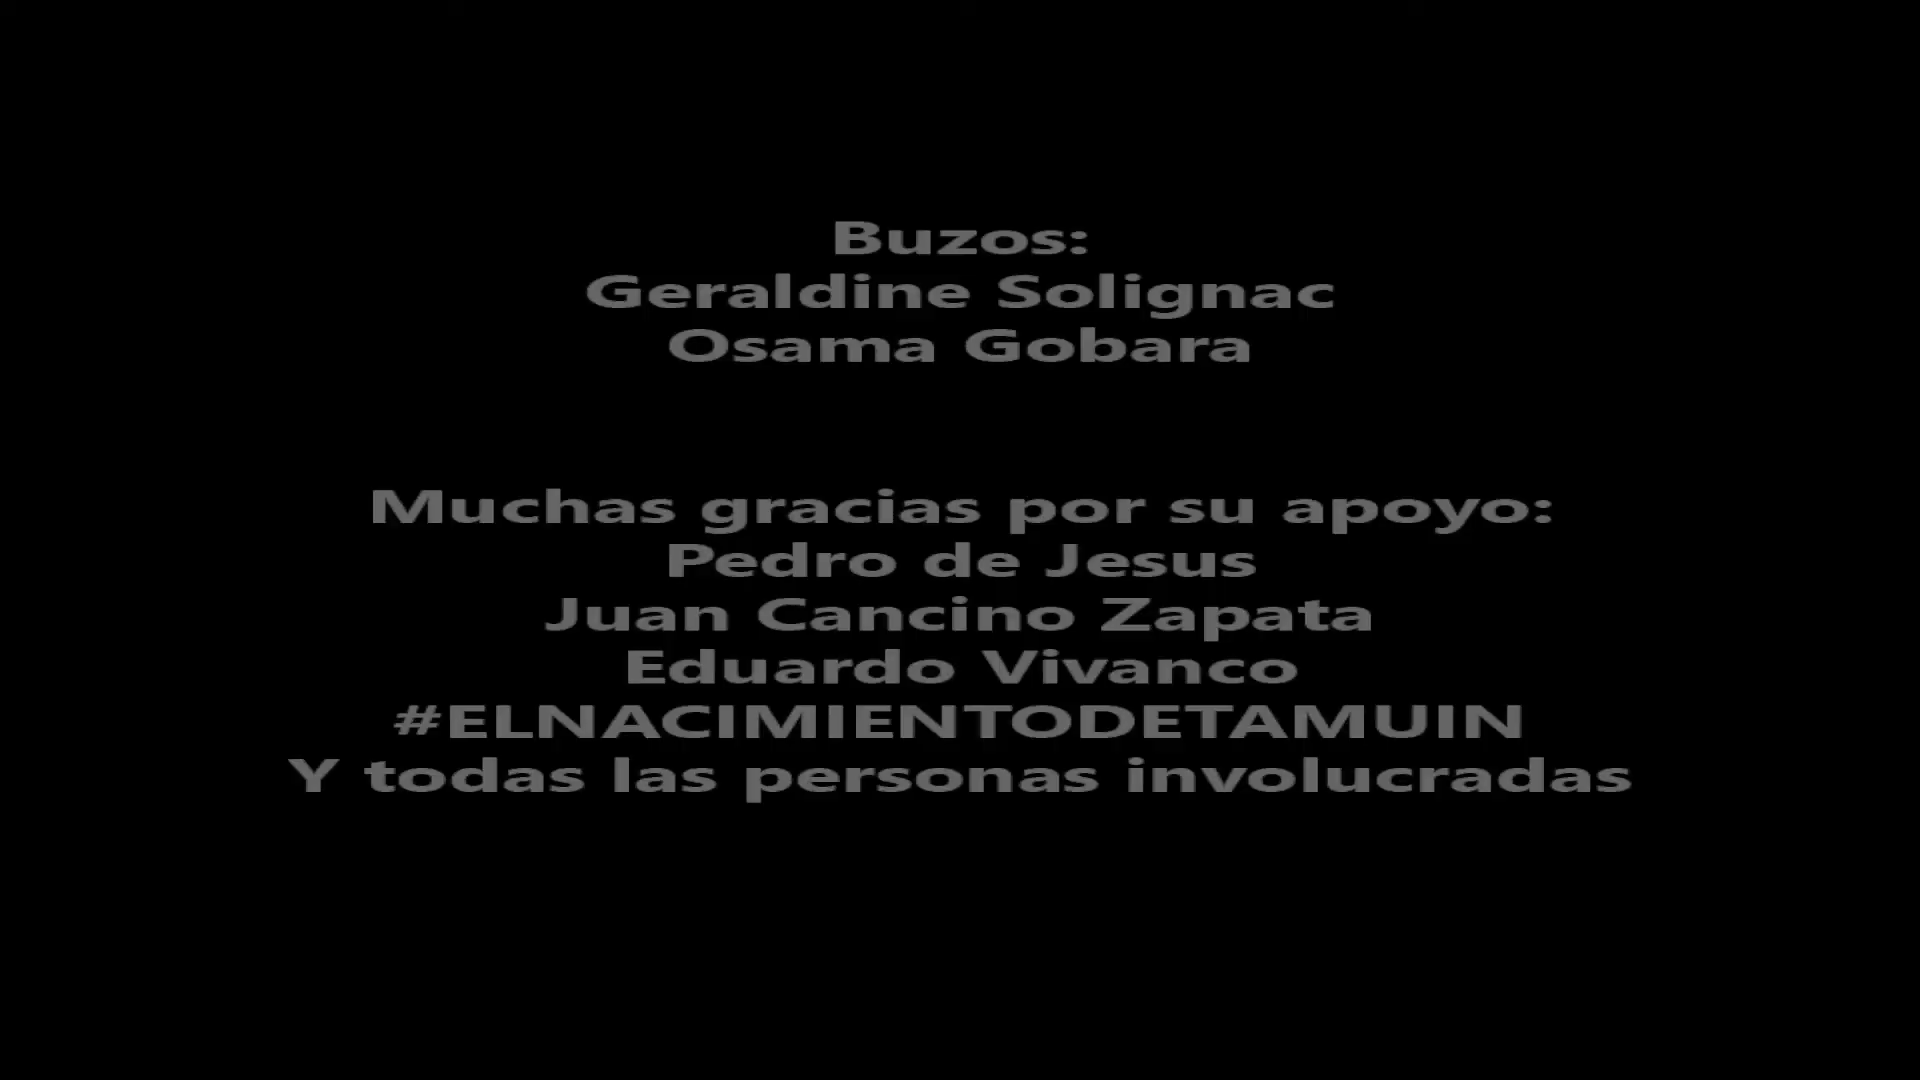 Buzos:
Geraldine Solignac
Osama Gobara
Muchas gracias por su apoyo:
Pedro de Jesus
Juan Cancino Zapata
Eduardo Vivanco
#ELNACIMIENTODETAMUIN
Y todas las personas involucradas